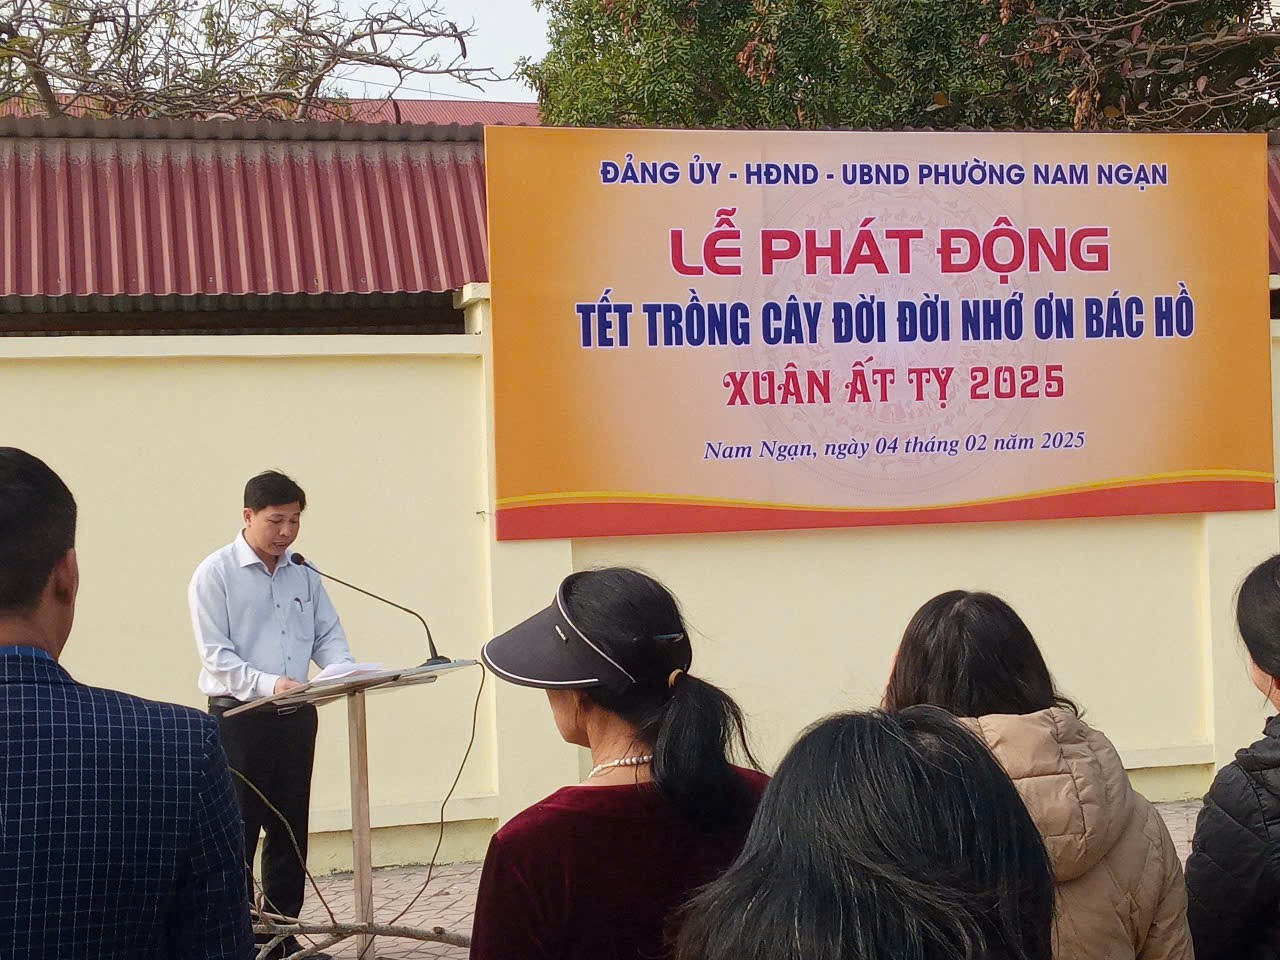 ĐẢNG ỦY - HĐND - UBND PHƯỜNG NAM NGẠN
LỄ PHÁT ĐỘNG
TẾT TRỒNG CÂY ĐỜI ĐỜI NHỚ ƠN BÁC HỒ
XUÂN ẤT TỴ 2025
Nam Ngạn, ngày 04 tháng 02 năm 2025